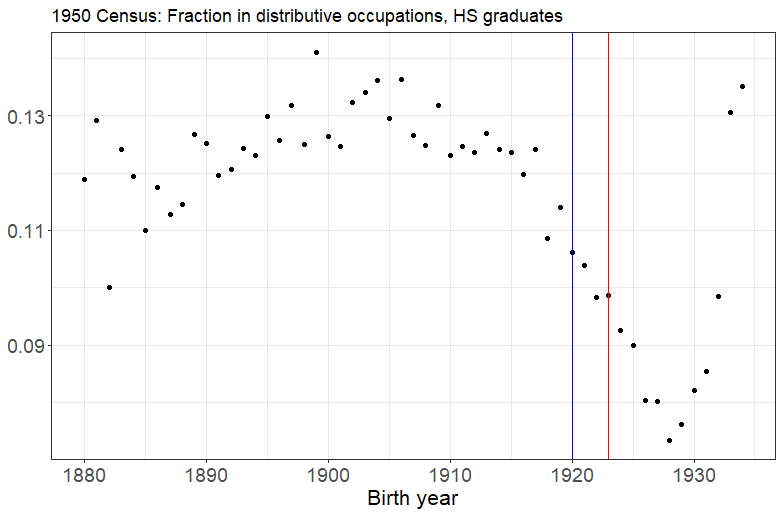 1950 Census: Fraction in distributive occupations, HS graduates
0.13
0.11
0.09
1880 1890 1900 1910 1920 1930
Birth year